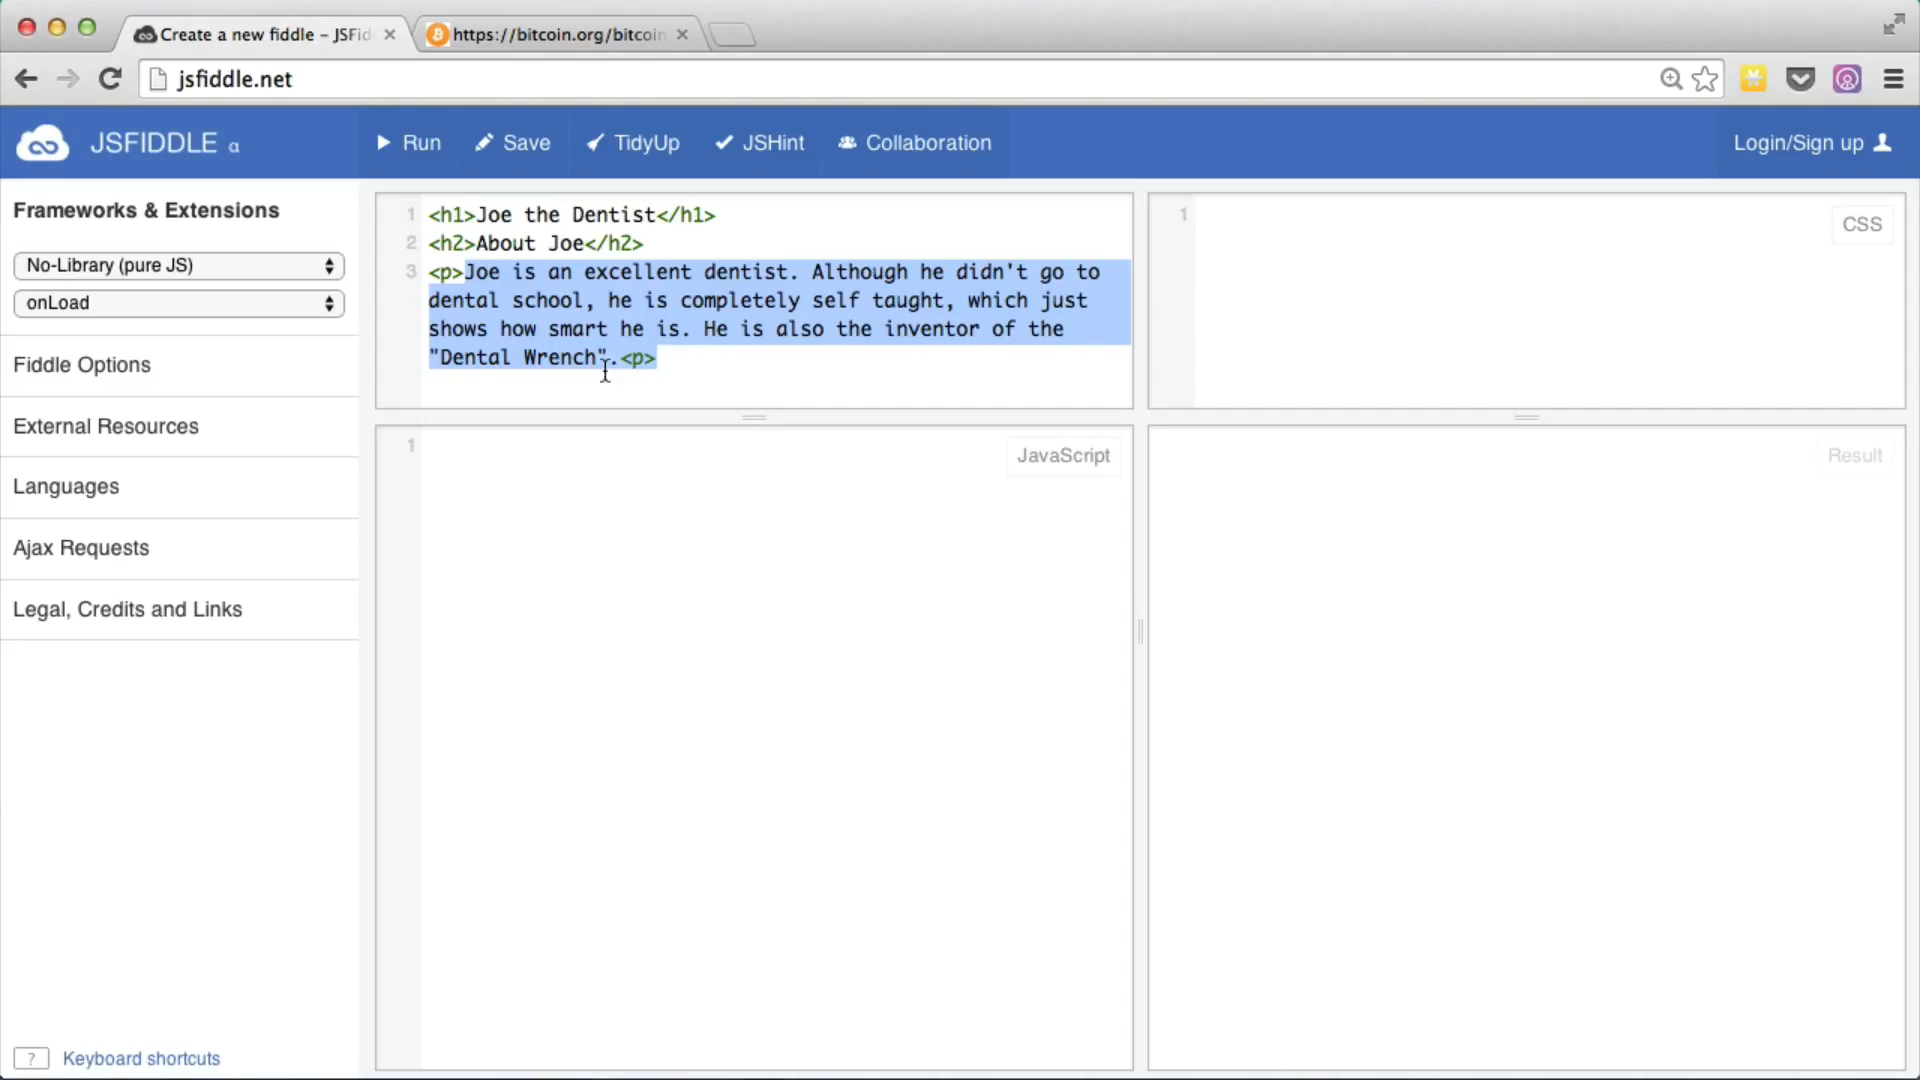 Create a new fiddle – JSFid
https://bitcoin.org/bitcoin
jsfiddle.net
JSFIDDLE α
Run
Save
TidyUp
JSHint
Collaboration
Login/Sign up
Frameworks & Extensions
No-Library (pure JS)
onLoad
Fiddle Options
External Resources
Languages
Ajax Requests
Legal, Credits and Links
? Keyboard shortcuts
1 <h1>Joe the Dentist</h1>
2 <h2>About Joe</h2>
3 <p>Joe is an excellent dentist. Although he didn't go to
dental school, he is completely self taught, which just
shows how smart he is. He is also the inventor of the
"Dental Wrench".<p>
1
CSS
1
JavaScript
Result